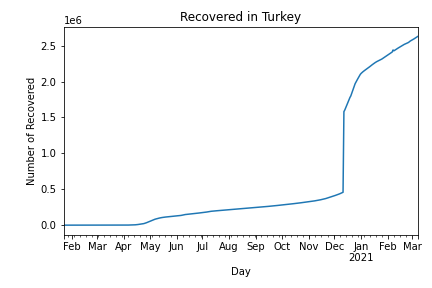 Recovered in Turkey
1e6
2.5
2.0
1.5
1.0
0.5
0.0
Number of Recovered
Feb Mar Apr May Jun Jul Aug Sep Oct Nov Dec Jan Feb Mar
2021
Day